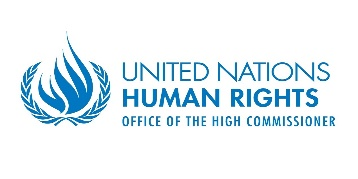 UNITED NATIONS
HUMAN RIGHTS
OFFICE OF THE HIGH COMMISSIONER